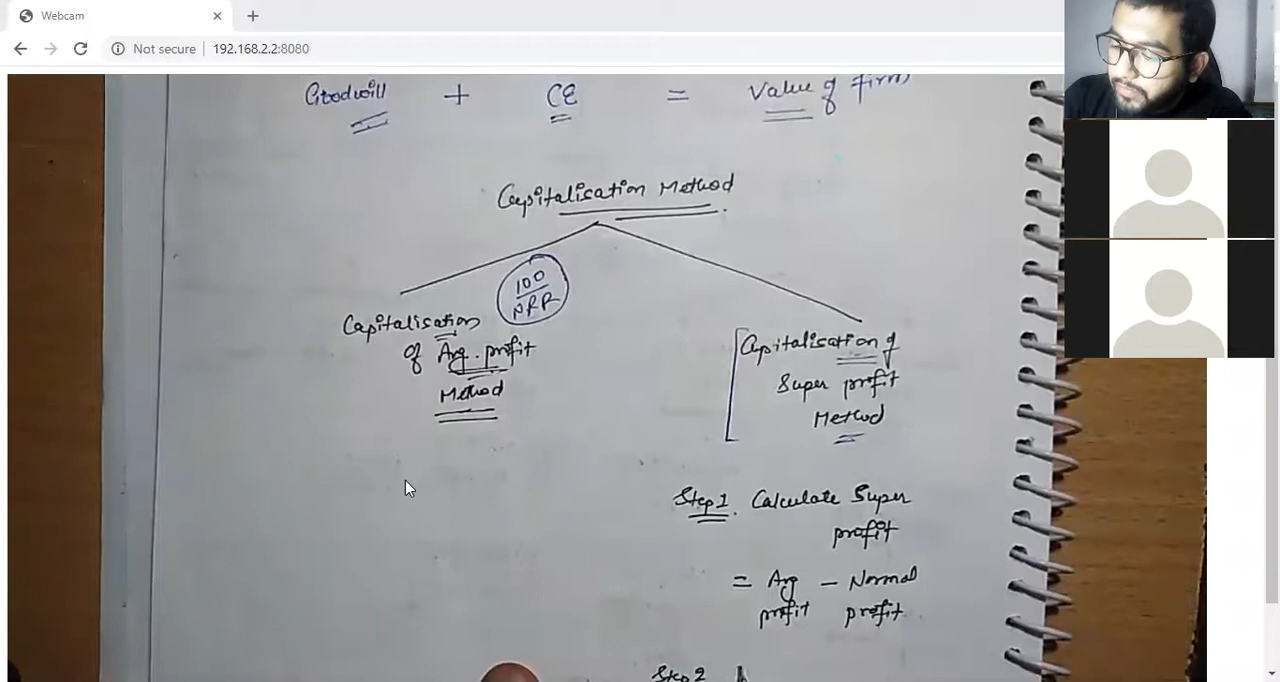 Webcam
Not secure 192.168.2.2:8080
Goodwill + CE = Value of firm
Capitalisation Method
100
NRR
Capitalisation
of Avg. profit
Method
Capitalisation of
Super profit
Method
Step 1. Calculate Super
profit
= Avg - Normal
profit profit
Step 2